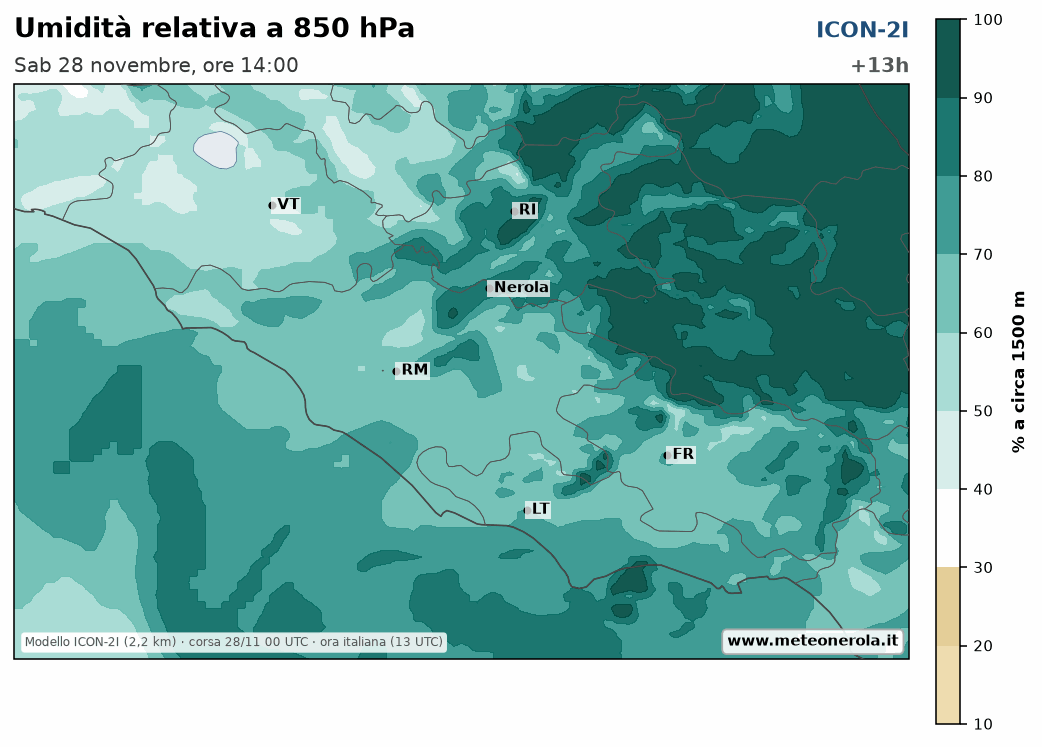 Umidità relativa a 850 hPa
ICON-2I
Sab 28 novembre, ore 14:00
+13h
100
90
80
70
60
50
40
30
20
10
% a circa 1500 m
VT
RI
Nerola
RM
FR
LT
Modello ICON-2I (2,2 km) · corsa 28/11 00 UTC · ora italiana (13 UTC)
www.meteonerola.it